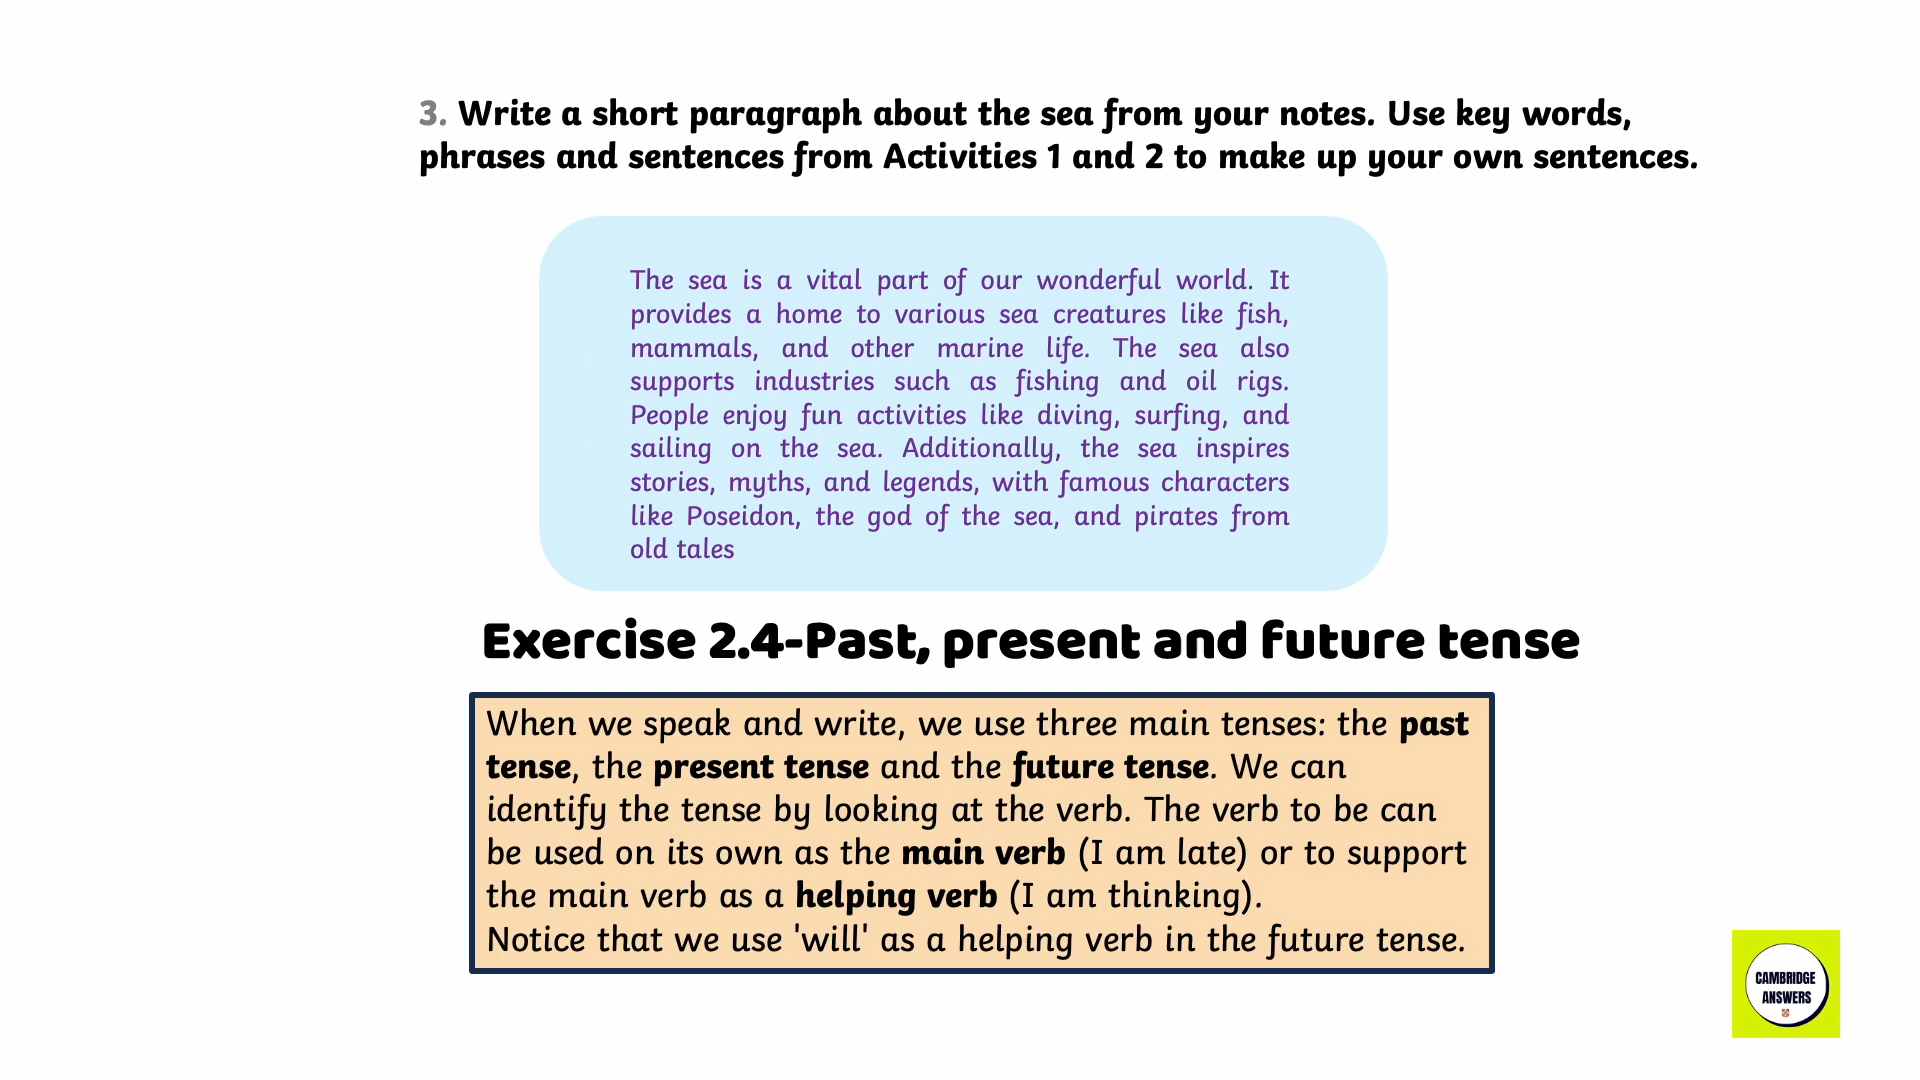 3. Write a short paragraph about the sea from your notes. Use key words,
phrases and sentences from Activities 1 and 2 to make up your own sentences.
The sea is a vital part of our wonderful world. It
provides a home to various sea creatures like fish,
mammals, and other marine life. The sea also
supports industries such as fishing and oil rigs.
People enjoy fun activities like diving, surfing, and
sailing on the sea. Additionally, the sea inspires
stories, myths, and legends, with famous characters
like Poseidon, the god of the sea, and pirates from
old tales
Exercise 2.4-Past, present and future tense
When we speak and write, we use three main tenses: the past
tense, the present tense and the future tense. We can
identify the tense by looking at the verb. The verb to be can
be used on its own as the main verb (I am late) or to support
the main verb as a helping verb (I am thinking).
Notice that we use 'will' as a helping verb in the future tense.
CAMBRIDGE
ANSWERS